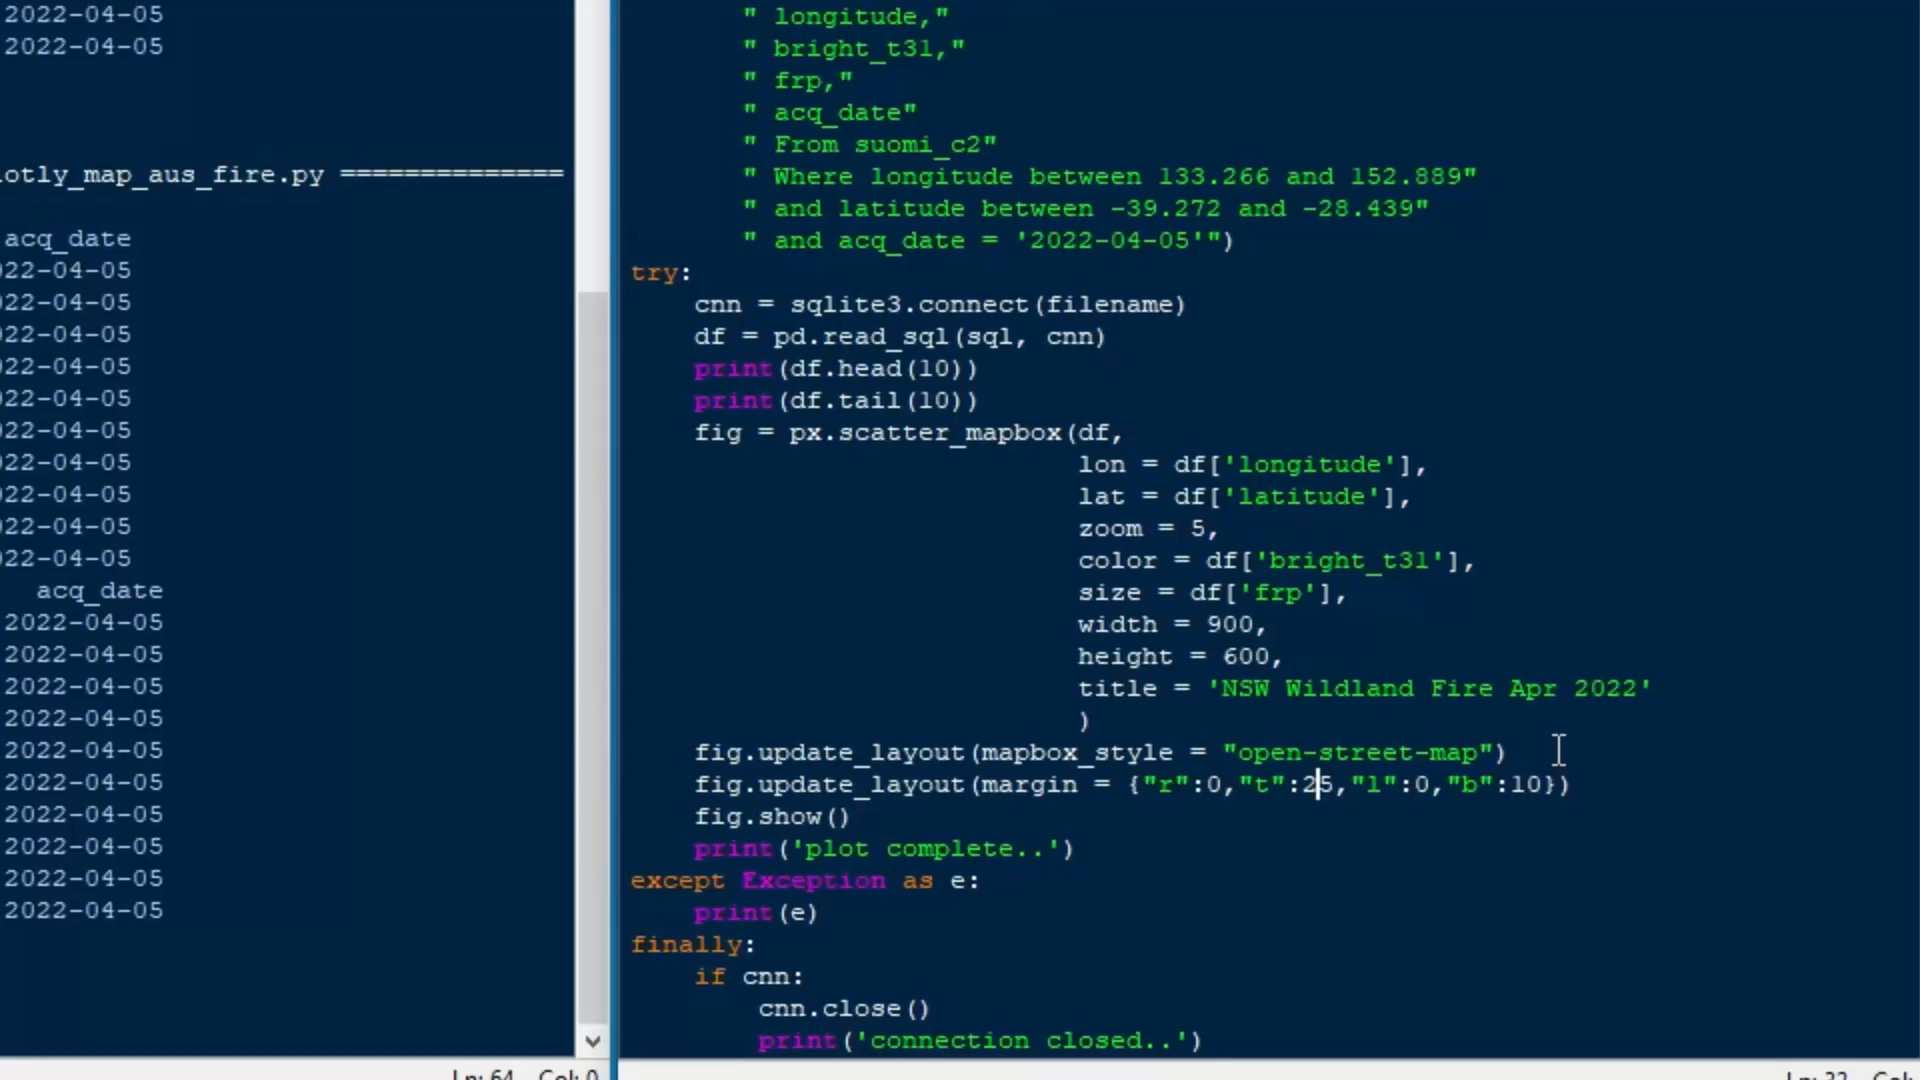 2022-04-05
2022-04-05
otly_map_aus_fire.py ==============
acq_date
22-04-05
22-04-05
22-04-05
22-04-05
22-04-05
22-04-05
22-04-05
22-04-05
22-04-05
22-04-05
acq_date
2022-04-05
2022-04-05
2022-04-05
2022-04-05
2022-04-05
2022-04-05
2022-04-05
2022-04-05
2022-04-05
2022-04-05
Ln: 64 Col: 0
" longitude,"
" bright_t31,"
" frp,"
" acq_date"
" From suomi_c2"
" Where longitude between 133.266 and 152.889"
" and latitude between -39.272 and -28.439"
" and acq_date = '2022-04-05'")
try:
cnn = sqlite3.connect(filename)
df = pd.read_sql(sql, cnn)
print(df.head(10))
print(df.tail(10))
fig = px.scatter_mapbox(df,
lon = df['longitude'],
lat = df['latitude'],
zoom = 5,
color = df['bright_t31'],
size = df['frp'],
width = 900,
height = 600,
title = 'NSW Wildland Fire Apr 2022'
)
fig.update_layout(mapbox_style = "open-street-map")
fig.update_layout(margin = {"r":0,"t":25,"l":0,"b":10})
fig.show()
print('plot complete..')
except Exception as e:
print(e)
finally:
if cnn:
cnn.close()
print('connection closed..')
Ln: 32 Col: